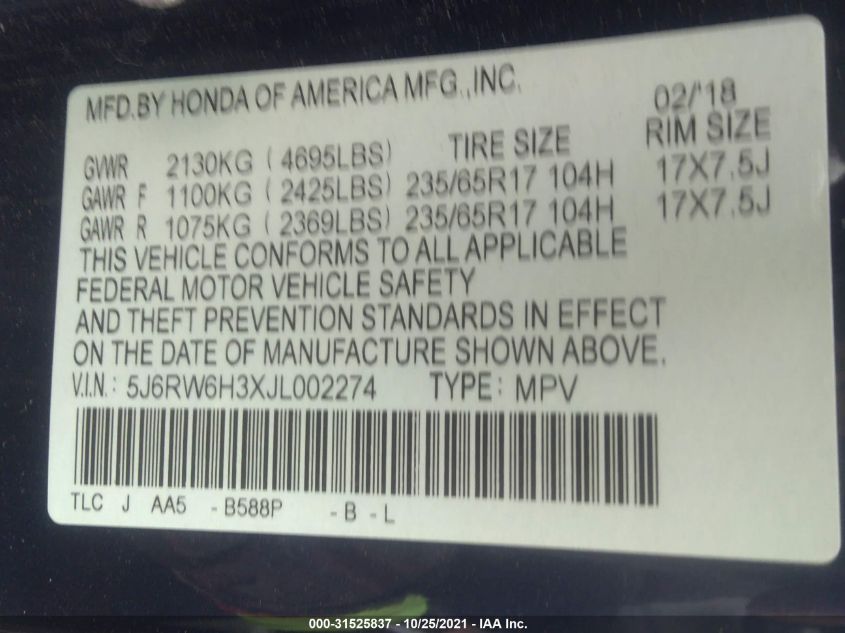 MFD.BY HONDA OF AMERICA MFG.,INC. 02/'18
TIRE SIZE RIM SIZE
GVWR 2130KG ( 4695LBS)
GAWR F 1100KG ( 2425LBS) 235/65R17 104H 17X7.5J
GAWR R 1075KG ( 2369LBS) 235/65R17 104H 17X7.5J
THIS VEHICLE CONFORMS TO ALL APPLICABLE
FEDERAL MOTOR VEHICLE SAFETY
AND THEFT PREVENTION STANDARDS IN EFFECT
ON THE DATE OF MANUFACTURE SHOWN ABOVE.
V.I.N.: 5J6RW6H3XJL002274 TYPE: MPV
TLC J AA5 -B588P -B -L
000-31525837 - 10/25/2021 - IAA Inc.